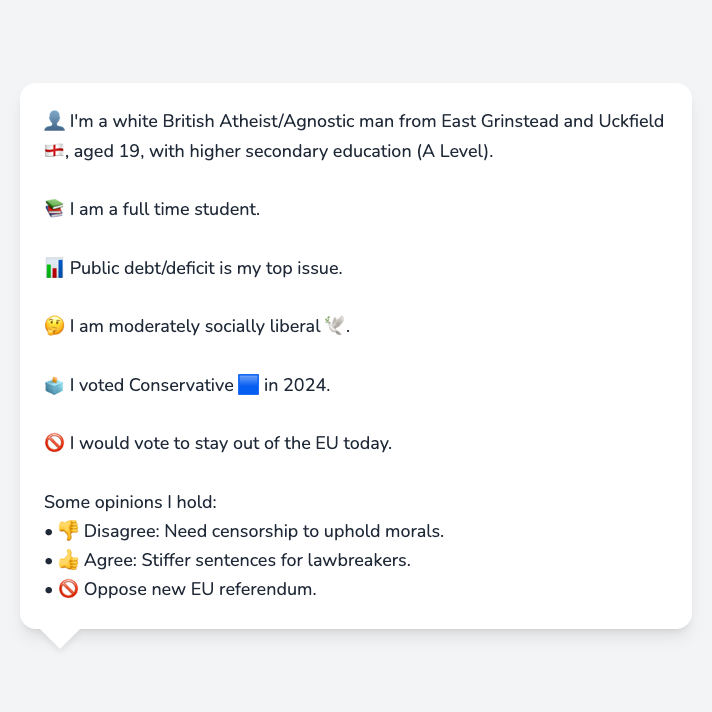 👤 I'm a white British Atheist/Agnostic man from East Grinstead and Uckfield
🏴󠁧󠁢󠁥󠁮󠁧󠁿, aged 19, with higher secondary education (A Level).
📚 I am a full time student.
📊 Public debt/deficit is my top issue.
🤔 I am moderately socially liberal 🕊️.
🗳️ I voted Conservative 🟦 in 2024.
🚫 I would vote to stay out of the EU today.
Some opinions I hold:
• 👎 Disagree: Need censorship to uphold morals.
• 👍 Agree: Stiffer sentences for lawbreakers.
• 🚫 Oppose new EU referendum.